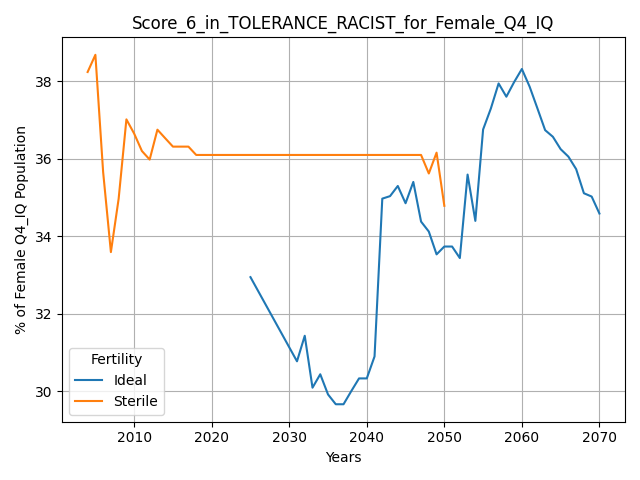 Score_6_in_TOLERANCE_RACIST_for_Female_Q4_IQ
% of Female Q4_IQ Population
38
36
34
32
30
Fertility
Ideal
Sterile
2010 2020 2030 2040 2050 2060 2070
Years